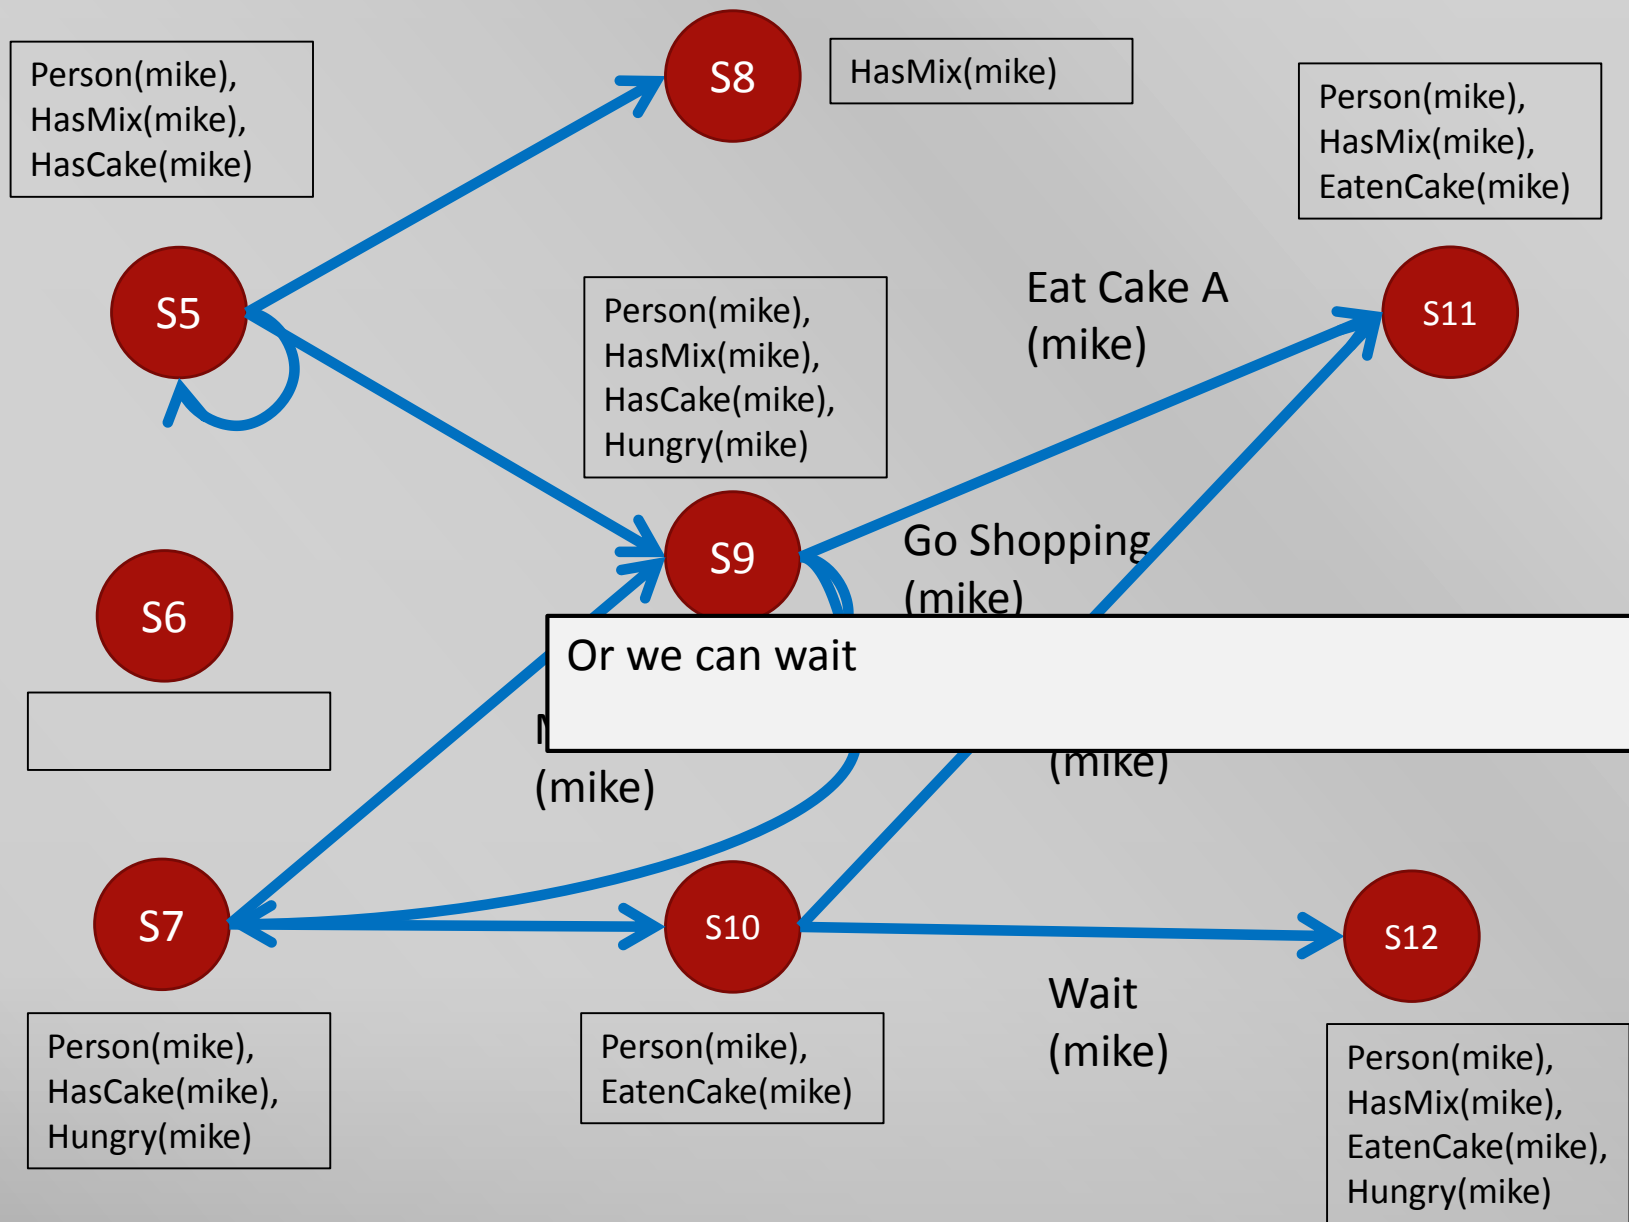 Person(mike),
HasMix(mike),
HasCake(mike)
S8
HasMix(mike)
Person(mike),
HasMix(mike),
EatenCake(mike)
S5
Person(mike),
HasMix(mike),
HasCake(mike),
Hungry(mike)
Eat Cake A
(mike)
S11
S9
Go Shopping
(mike)
S6
Or we can wait
(mike)
(mike)
S7
S10
S12
Wait
(mike)
Person(mike),
HasCake(mike),
Hungry(mike)
Person(mike),
EatenCake(mike)
Person(mike),
HasMix(mike),
EatenCake(mike),
Hungry(mike)